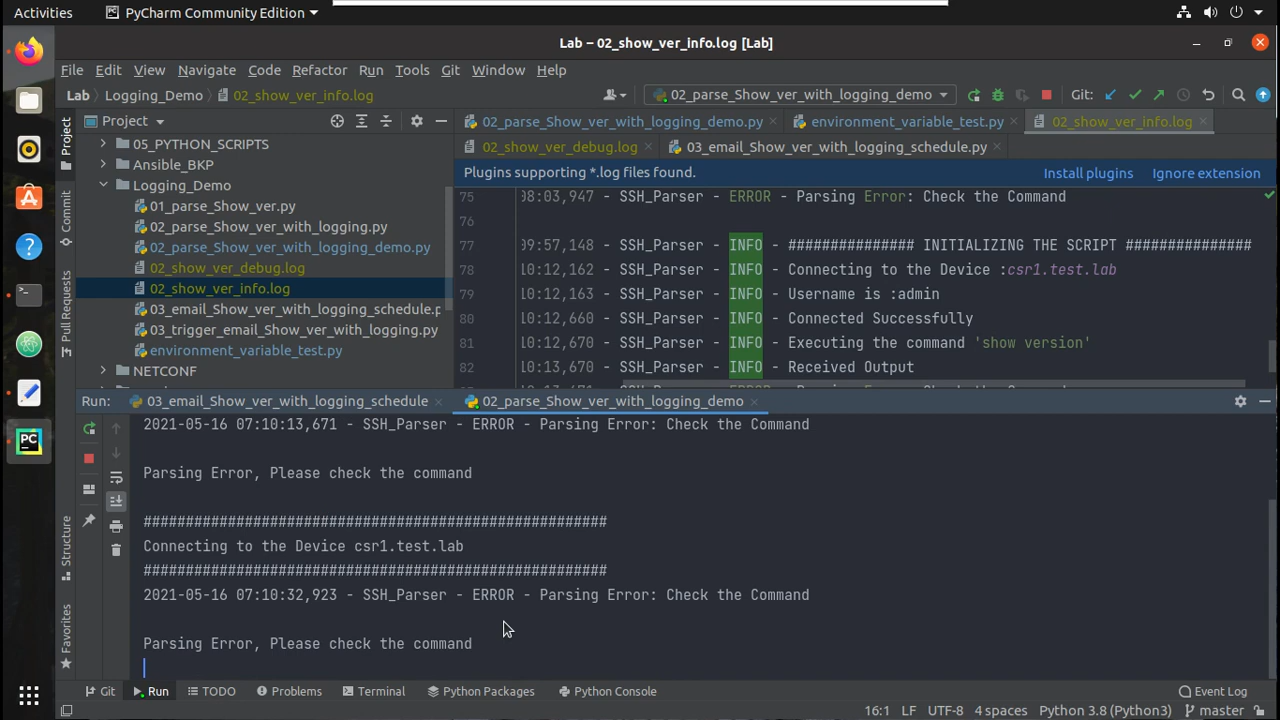 Activities PyCharm Community Edition
Lab – 02_show_ver_info.log [Lab]
File Edit View Navigate Code Refactor Run Tools Git Window Help
Lab Logging_Demo 02_show_ver_info.log 02_parse_Show_ver_with_logging_demo Git:
Project
02_parse_Show_ver_with_logging_demo.py environment_variable_test.py 02_show_ver_info.log
02_show_ver_debug.log 03_email_Show_ver_with_logging_schedule.py
Plugins supporting *.log files found. Install plugins Ignore extension
Project
Commit
Pull Requests
05_PYTHON_SCRIPTS
Ansible_BKP
Logging_Demo
01_parse_Show_ver.py
02_parse_Show_ver_with_logging.py
02_parse_Show_ver_with_logging_demo.py
02_show_ver_debug.log
02_show_ver_info.log
03_email_Show_ver_with_logging_schedule.p
03_trigger_email_Show_ver_with_logging.py
environment_variable_test.py
NETCONF
75 08:03,947 - SSH_Parser - ERROR - Parsing Error: Check the Command
76
77 09:57,148 - SSH_Parser - INFO - ############### INITIALIZING THE SCRIPT ###############
78 10:12,162 - SSH_Parser - INFO - Connecting to the Device :csr1.test.lab
79 10:12,163 - SSH_Parser - INFO - Username is :admin
80 10:12,660 - SSH_Parser - INFO - Connected Successfully
81 10:12,670 - SSH_Parser - INFO - Executing the command 'show version'
82 10:13,670 - SSH_Parser - INFO - Received Output
Run: 03_email_Show_ver_with_logging_schedule 02_parse_Show_ver_with_logging_demo
2021-05-16 07:10:13,671 - SSH_Parser - ERROR - Parsing Error: Check the Command
Parsing Error, Please check the command
#######################################################
Connecting to the Device csr1.test.lab
#######################################################
2021-05-16 07:10:32,923 - SSH_Parser - ERROR - Parsing Error: Check the Command
Parsing Error, Please check the command
Structure
Favorites
Git Run TODO Problems Terminal Python Packages Python Console Event Log
16:1 LF UTF-8 4 spaces Python 3.8 (Python3) master